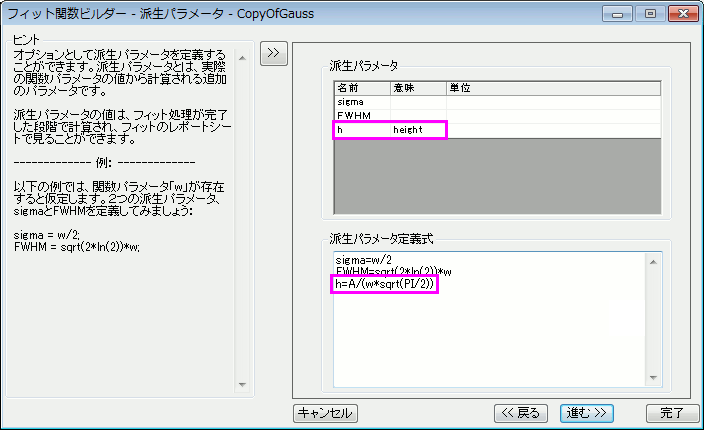 フィット関数ビルダー - 派生パラメータ - CopyOfGauss
ヒント
オプションとして派生パラメータを定義する
ことができます。派生パラメータとは、実際
の関数パラメータの値から計算される追加
のパラメータです。
派生パラメータの値は、フィット処理が完了
した段階で計算され、フィットのレポートシー
トで見ることができます。
------------- 例: -------------
以下の例では、関数パラメータ「w」が存在
すると仮定します。2つの派生パラメータ、
sigmaとFWHMを定義してみましょう:
sigma = w/2;
FWHM = sqrt(2*ln(2))*w;
>>
派生パラメータ
名前 意味 単位
sigma
FWHM
h height
派生パラメータ定義式
sigma=w/2
FWHM=sqrt(2*ln(2))*w
h=A/(w*sqrt(PI/2))
キャンセル << 戻る 進む >> 完了